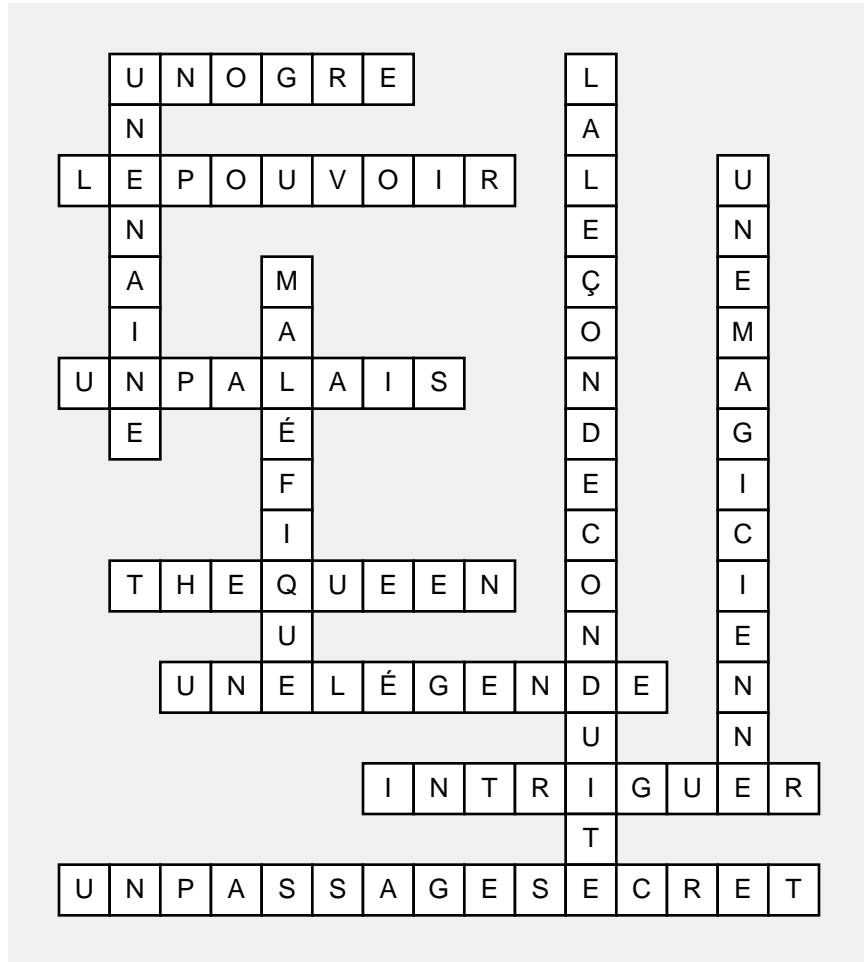 UNOGRE
UNENAINE
LALEÇONDECONDUITE
LEPOUVOIR
UNEMAGICIENNE
MALÉFIQUE
UNPALAIS
THEQUEEN
UNELÉGENDE
INTRIGUER
UNPASSAGESECRET